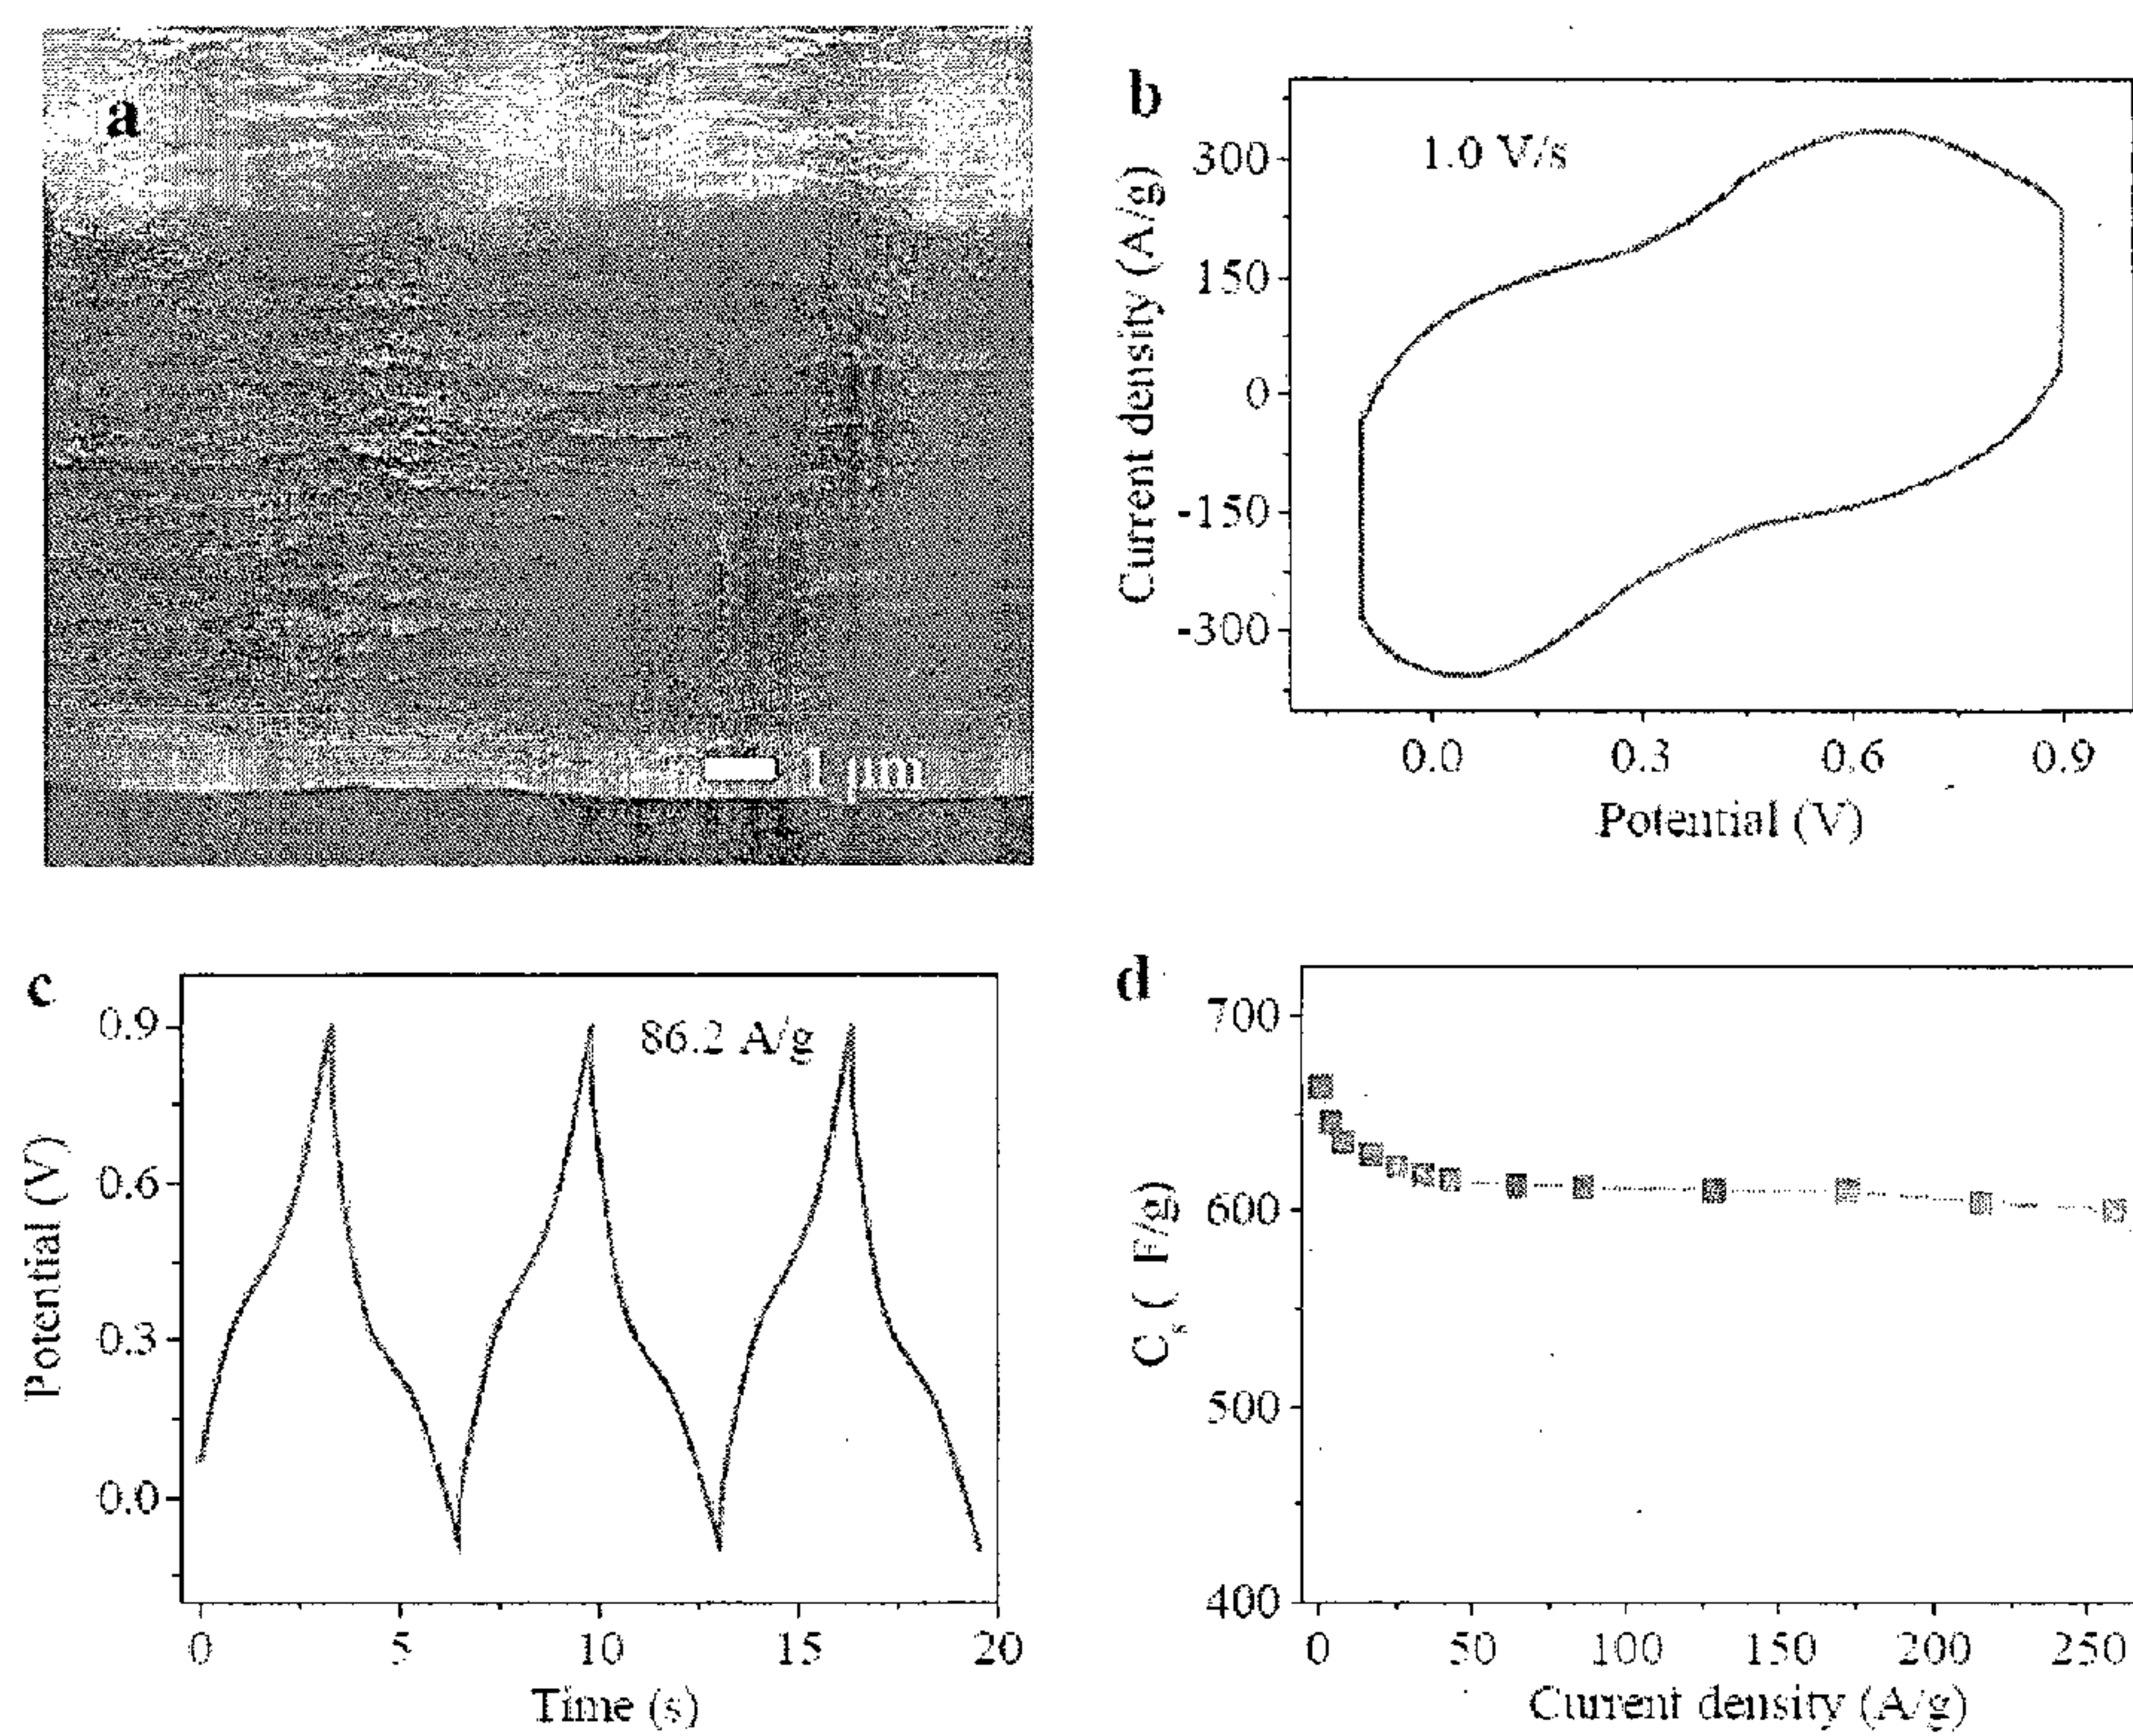 a
1 μm
b
1.0 V/s
300
150
0
-150
-300
Current density (A/g)
0.0
0.3
0.6
0.9
Potential (V)
c
86.2 A/g
0.9
0.6
0.3
0.0
Potential (V)
0
5
10
15
20
Time (s)
d
700
600
500
400
Cs ( F/g)
0
50
100
150
200
250
Current density (A/g)